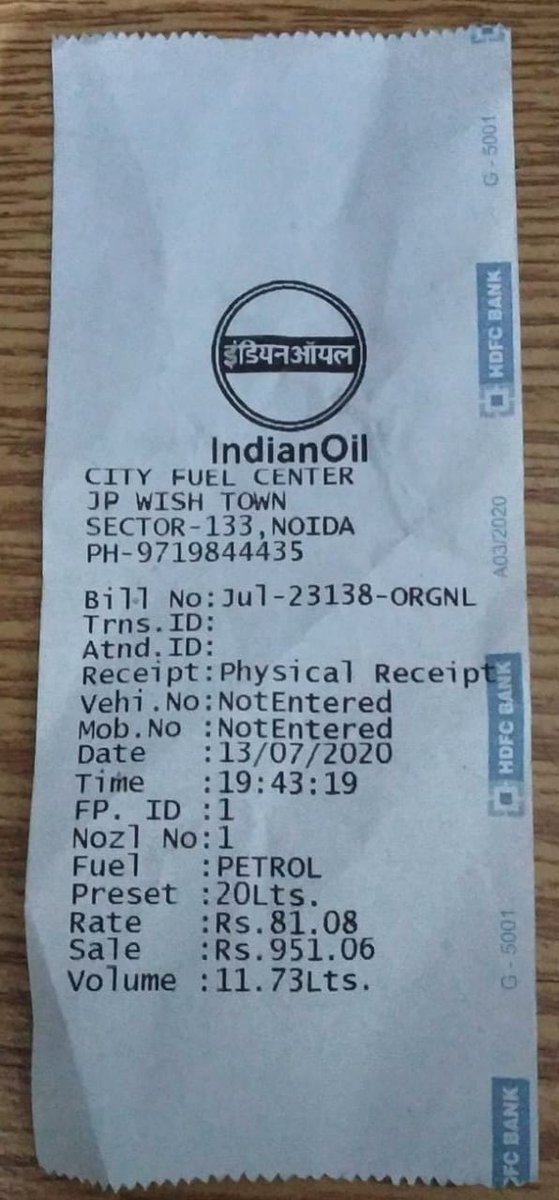 इंडियनऑयल
IndianOil
CITY FUEL CENTER
JP WISH TOWN
SECTOR-133,NOIDA
PH-9719844435
Bill No:Jul-23138-ORGNL
Trns.ID:
Atnd.ID:
Receipt:Physical Receipt
Vehi.No:NotEntered
Mob.No :NotEntered
Date :13/07/2020
Time :19:43:19
FP. ID :1
Nozl No:1
Fuel :PETROL
Preset :20Lts.
Rate :Rs.81.08
Sale :Rs.951.06
Volume :11.73Lts.
G - 5001
HDFC BANK
A03/2020
HDFC BANK
G - 5001
FC BANK